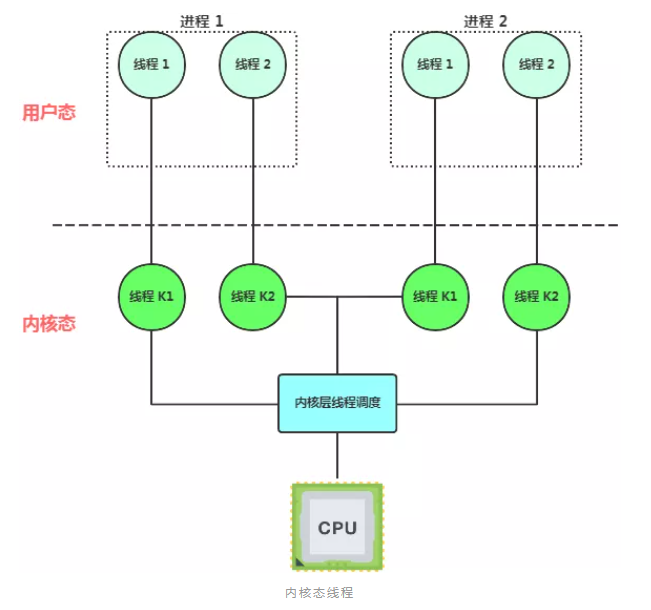 进程 1
进程 2
线程 1
线程 2
线程 1
线程 2
用户态
线程 K1
线程 K2
线程 K1
线程 K2
内核态
内核层线程调度
CPU
内核态线程